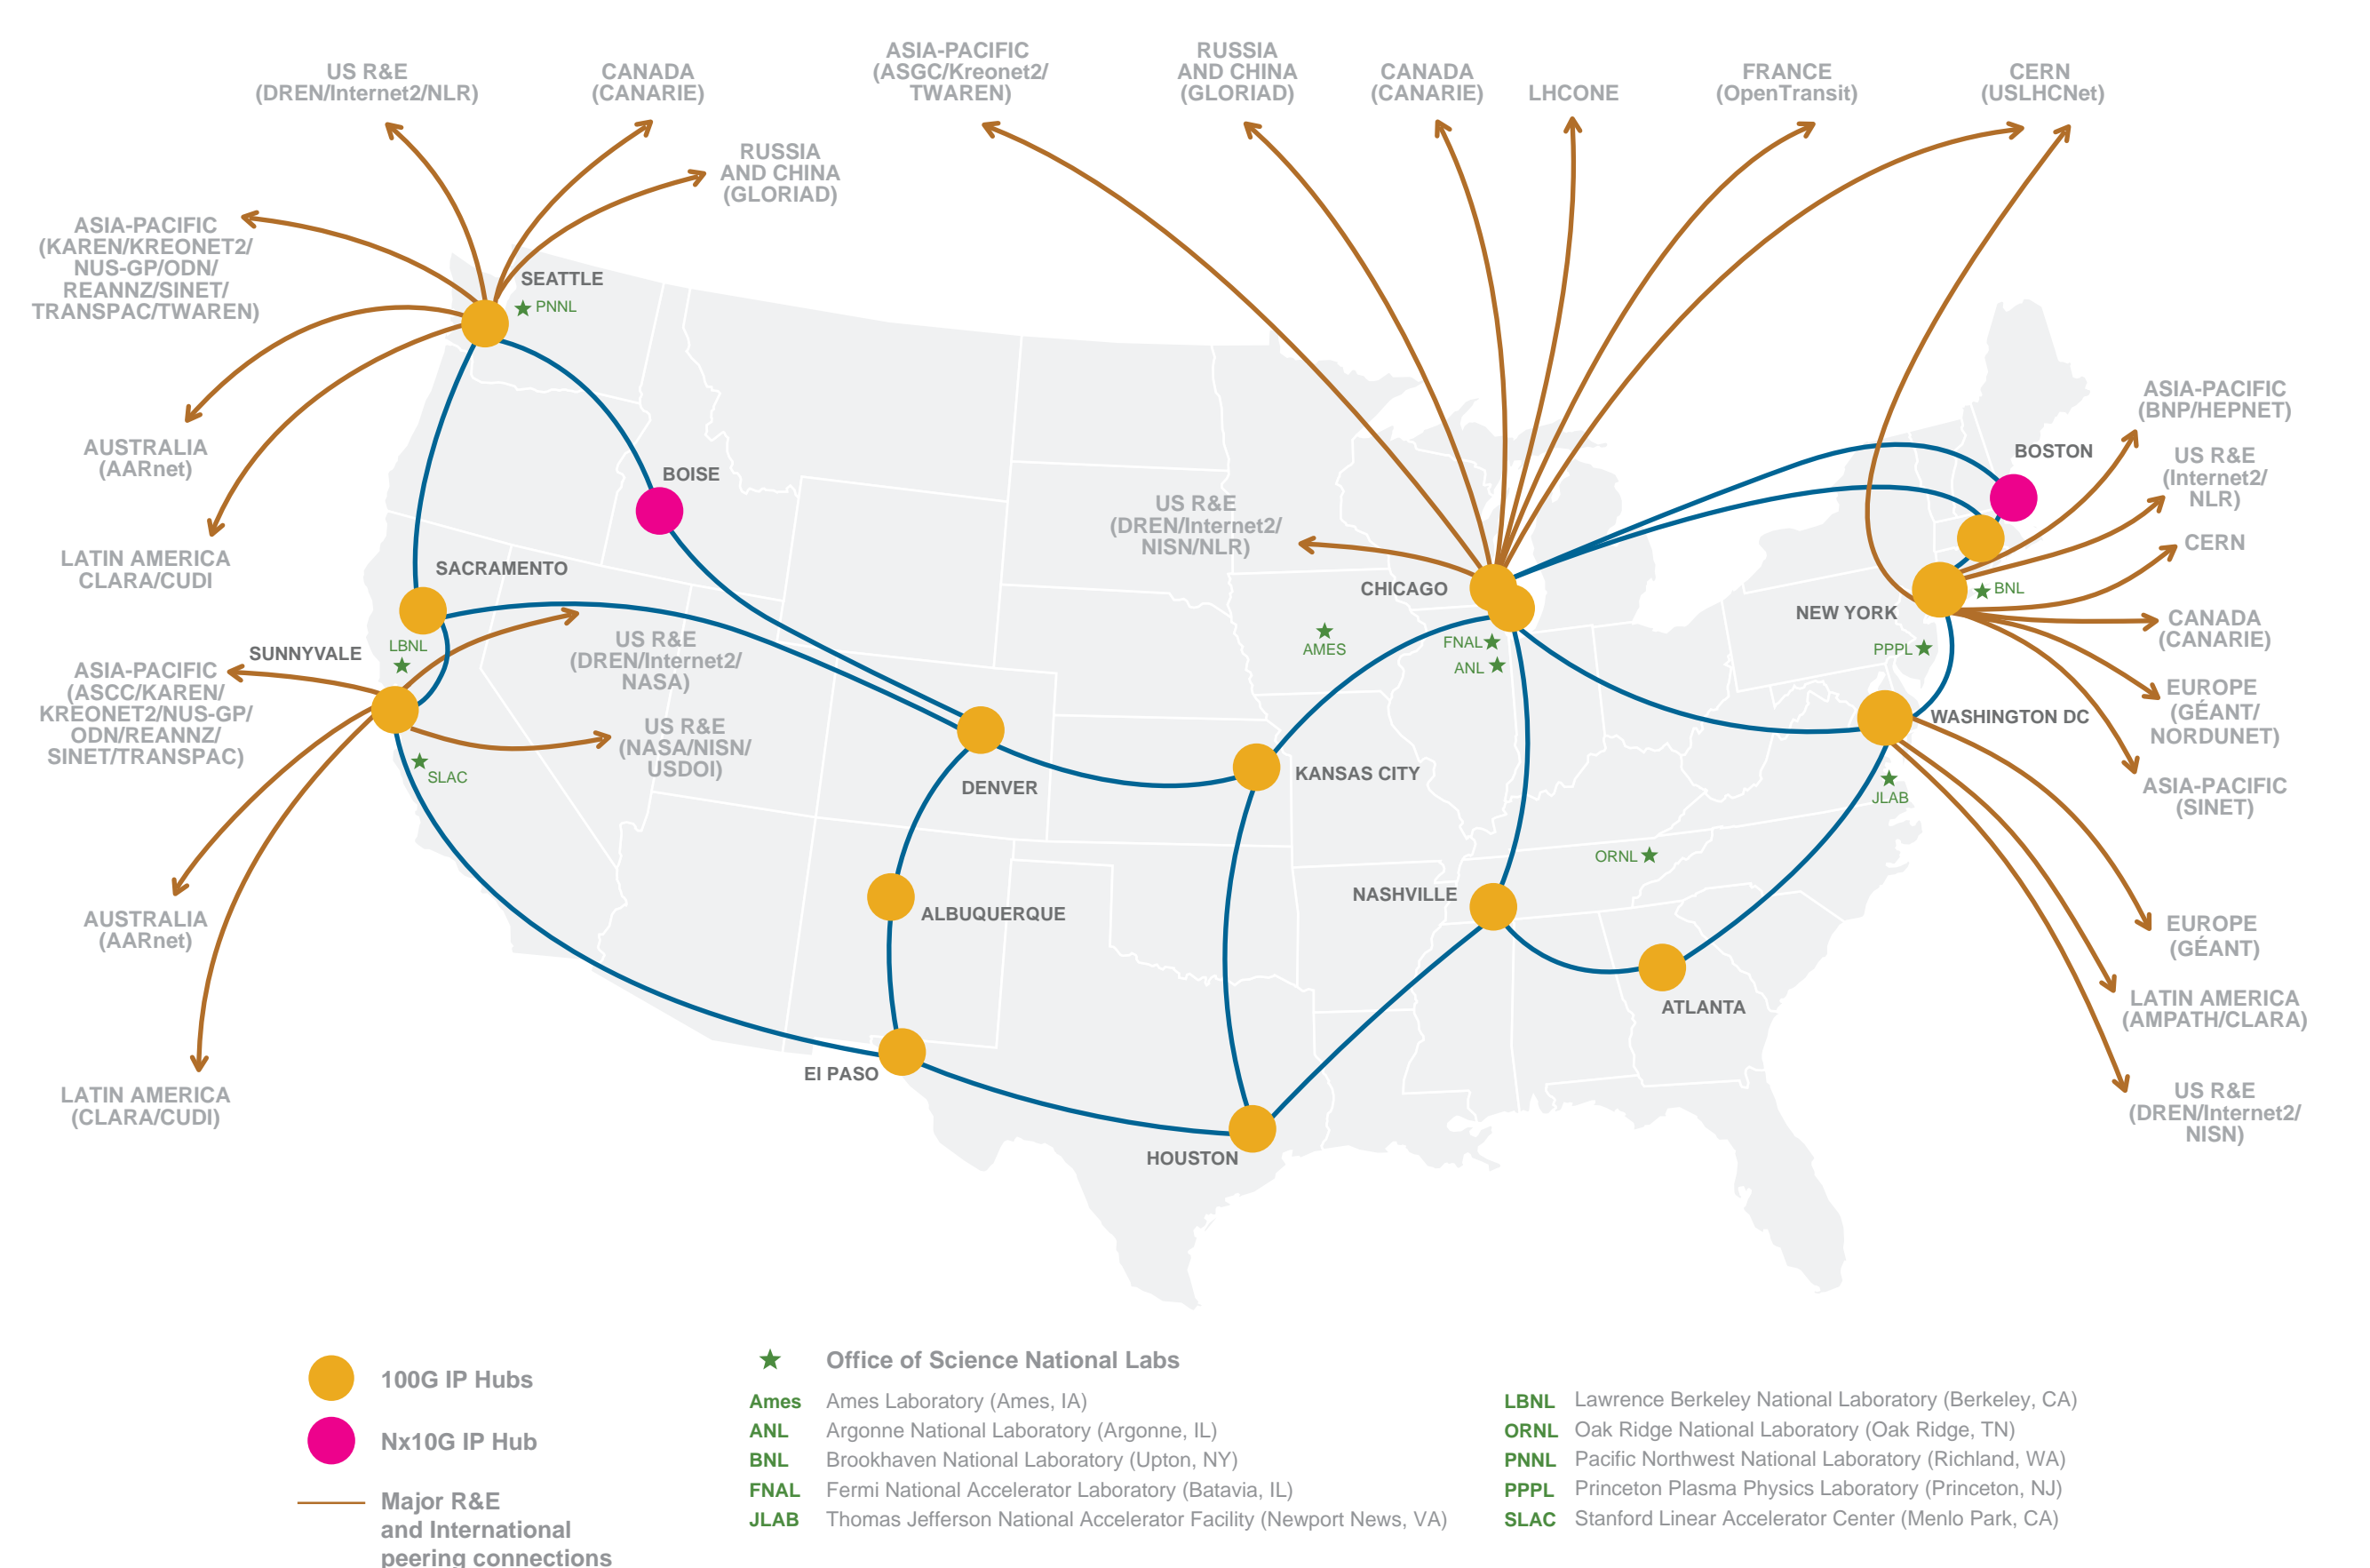 US R&E
(DREN/Internet2/NLR)
CANADA
(CANARIE)
ASIA-PACIFIC
(ASGC/Kreonet2/
TWAREN)
RUSSIA
AND CHINA
(GLORIAD)
CANADA
(CANARIE)
LHCONE
FRANCE
(OpenTransit)
CERN
(USLHCNet)
RUSSIA
AND CHINA
(GLORIAD)
ASIA-PACIFIC
(KAREN/KREONET2/
NUS-GP/ODN/
REANNZ/SINET/
TRANSPAC/TWAREN)
SEATTLE
PNNL
AUSTRALIA
(AARnet)
LATIN AMERICA
CLARA/CUDI
BOISE
SACRAMENTO
LBNL
SUNNYVALE
ASIA-PACIFIC
(ASCC/KAREN/
KREONET2/NUS-GP/
ODN/REANNZ/
SINET/TRANSPAC)
US R&E
(DREN/Internet2/
NASA)
US R&E
(NASA/NISN/
USDOI)
SLAC
AUSTRALIA
(AARnet)
LATIN AMERICA
(CLARA/CUDI)
DENVER
ALBUQUERQUE
El PASO
HOUSTON
KANSAS CITY
US R&E
(DREN/Internet2/
NISN/NLR)
CHICAGO
AMES
FNAL
ANL
NASHVILLE
ORNL
ATLANTA
BOSTON
ASIA-PACIFIC
(BNP/HEPNET)
US R&E
(Internet2/
NLR)
CERN
BNL
NEW YORK
CANADA
(CANARIE)
PPPL
EUROPE
(GÉANT/
NORDUNET)
WASHINGTON DC
JLAB
ASIA-PACIFIC
(SINET)
EUROPE
(GÉANT)
LATIN AMERICA
(AMPATH/CLARA)
US R&E
(DREN/Internet2/
NISN)
100G IP Hubs
Nx10G IP Hub
Major R&E
and International
peering connections
Office of Science National Labs
Ames Ames Laboratory (Ames, IA)
ANL Argonne National Laboratory (Argonne, IL)
BNL Brookhaven National Laboratory (Upton, NY)
FNAL Fermi National Accelerator Laboratory (Batavia, IL)
JLAB Thomas Jefferson National Accelerator Facility (Newport News, VA)
LBNL Lawrence Berkeley National Laboratory (Berkeley, CA)
ORNL Oak Ridge National Laboratory (Oak Ridge, TN)
PNNL Pacific Northwest National Laboratory (Richland, WA)
PPPL Princeton Plasma Physics Laboratory (Princeton, NJ)
SLAC Stanford Linear Accelerator Center (Menlo Park, CA)